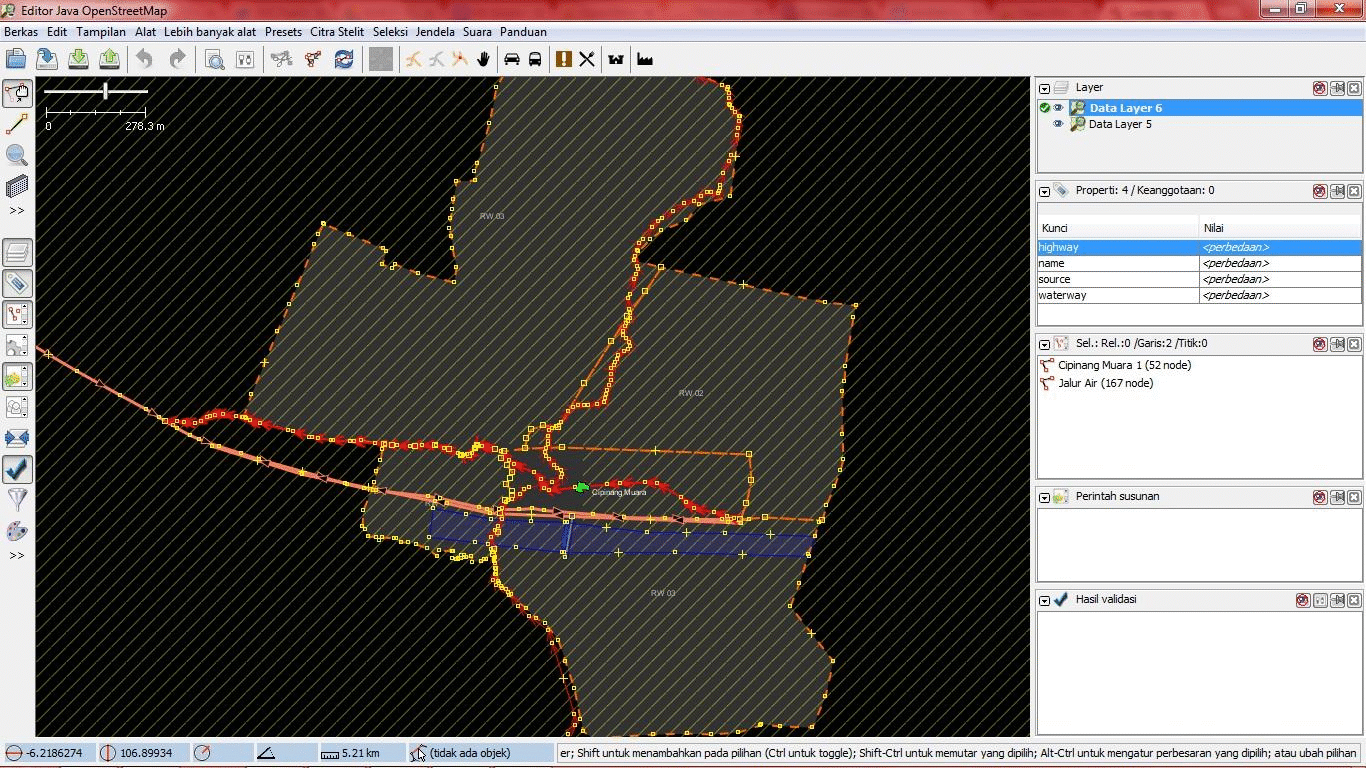 Editor Java OpenStreetMap
Berkas Edit Tampilan Alat Lebih banyak alat Presets Citra Stelit Seleksi Jendela Suara Panduan
0 278.3 m
RW 03
RW 02
Cipinang Muara
RW 03
>>
>>
Layer
Data Layer 6
Data Layer 5
Properti: 4 / Keanggotaan: 0
Kunci Nilai
highway <perbedaan>
name <perbedaan>
source <perbedaan>
waterway <perbedaan>
Sel.: Rel.:0 /Garis:2 /Titik:0
Cipinang Muara 1 (52 node)
Jalur Air (167 node)
Perintah susunan
Hasil validasi
-6.2186274 106.89934 5.21 km (tidak ada objek) er; Shift untuk menambahkan pada pilihan (Ctrl untuk toggle); Shift-Ctrl untuk memutar yang dipilih; Alt-Ctrl untuk mengatur perbesaran yang dipilih; atau ubah pilihan